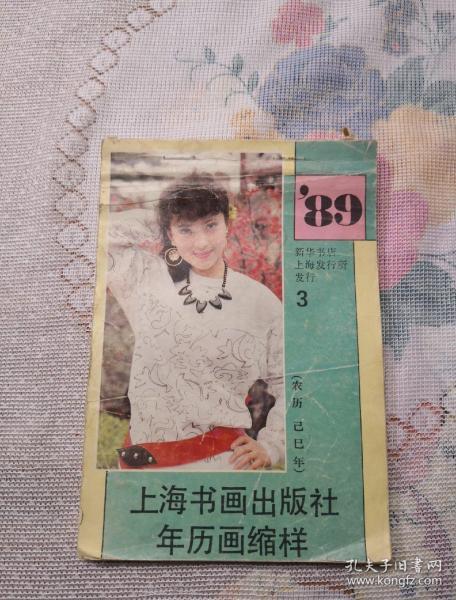 '89
新华书店
上海发行所
发行
3
(农历 己巳年)
上海书画出版社
年历画缩样
孔夫子旧书网
www.kongfz.com